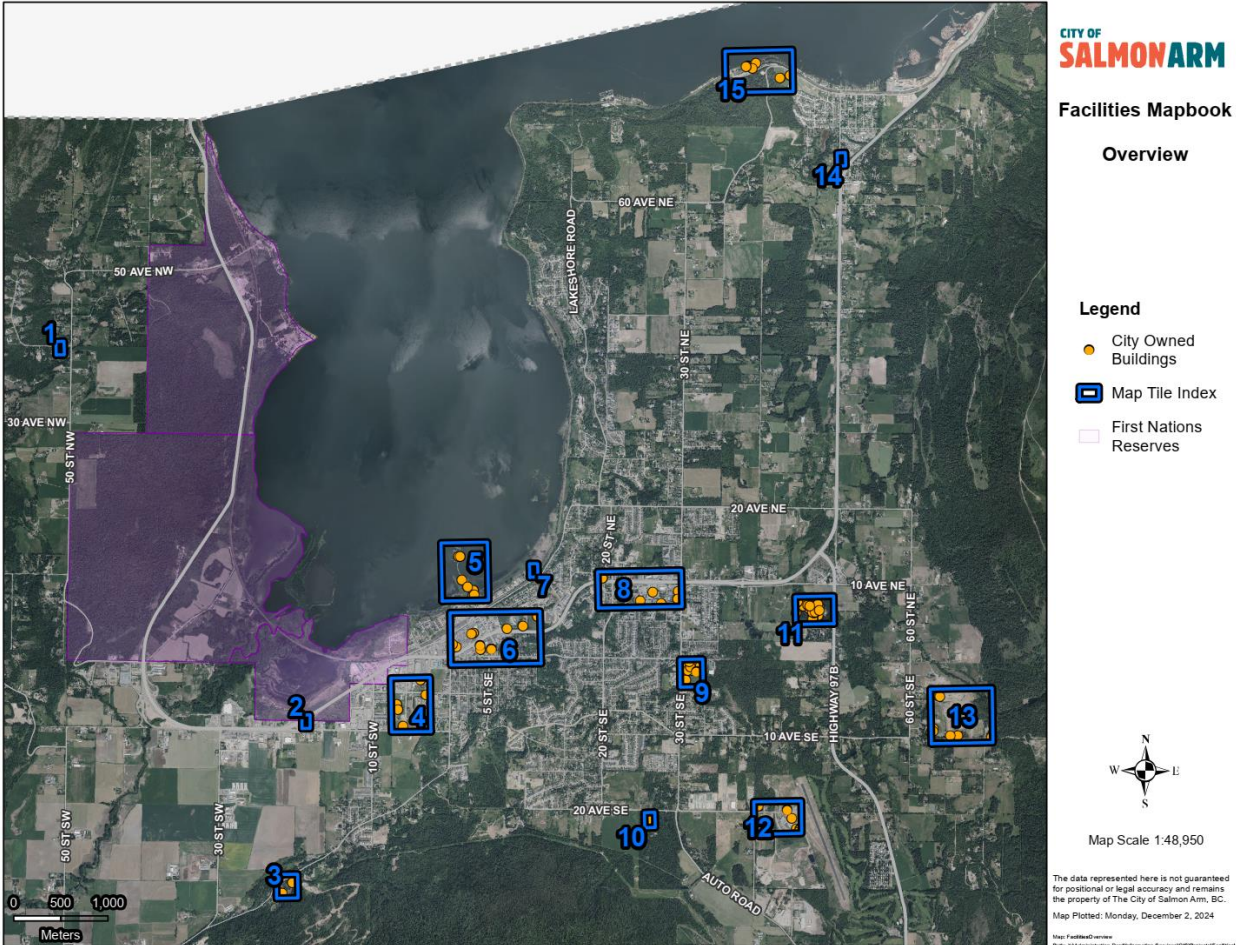 CITY OF
SALMONARM
Facilities Mapbook
Overview
Legend
City Owned
Buildings
Map Tile Index
First Nations
Reserves
N
W
E
S
Map Scale 1:48,950
The data represented here is not guaranteed
for positional or legal accuracy and remains
the property of The City of Salmon Arm, BC.
Map Plotted: Monday, December 2, 2024
Map: FacilitiesOverview
15
14
60 AVE NE
LAKESHORE ROAD
50 AVE NW
1
30 ST NE
30 AVE NW
50 ST NW
20 AVE NE
20 ST NE
5
7
8
10 AVE NE
11
60 ST NE
6
9
2
4
5 ST SE
10 ST SW
20 ST SE
30 ST SE
10 AVE SE
HIGHWAY 97B
60 ST SE
13
50 ST SW
30 ST SW
20 AVE SE
10
12
3
AUTO ROAD
0 500 1,000
Meters